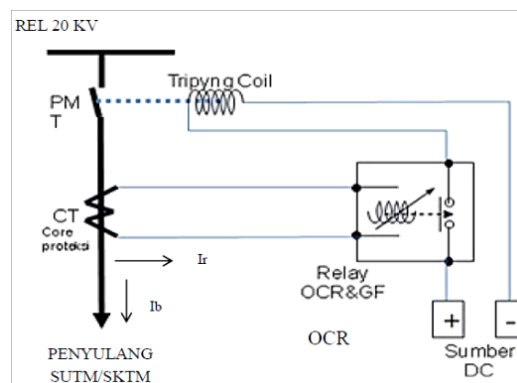 REL 20 KV
Tripyng Coil
PM
T
CT
Core
proteksi
Ir
Ib
Relay
OCR&GF
OCR
+
-
Sumber
DC
PENYULANG
SUTM/SKTM